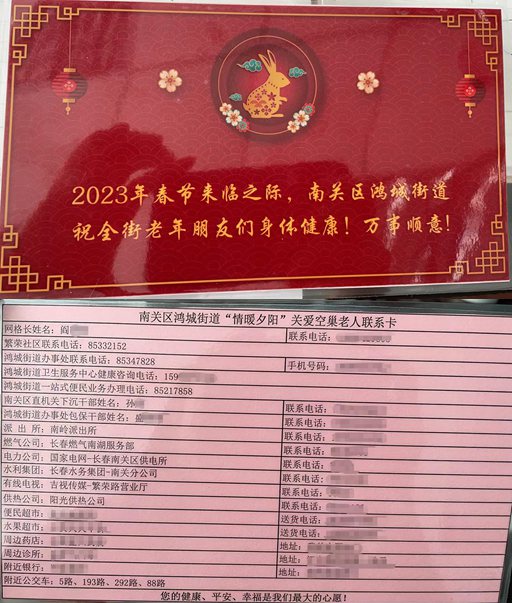 2023年春节来临之际，南关区鸿城街道
祝全街老年朋友们身体健康！万事顺意！
南关区鸿城街道“情暖夕阳”关爱空巢老人联系卡
网格长姓名：阎
联系电话：
繁荣社区联系电话：85332152
鸿城街道办事处联系电话：85347828
手机号码：
鸿城街道卫生服务中心健康咨询电话：159
鸿城街道一站式便民业务办理电话：85217858
南关区直机关下沉干部姓名：孙
联系电话：
鸿城街道办事处包保干部姓名：盛
联系电话：
派 出 所：南岭派出所
联系电话：
燃气公司：长春燃气南湖服务部
联系电话：
电力公司：国家电网-长春南关区供电所
联系电话：
水利集团：长春水务集团-南关分公司
联系电话：
有线电视：吉视传媒-繁荣路营业厅
联系电话：
供热公司：阳光供热公司
联系电话：
便民超市：
送货电话：
水果超市：
送货电话：
周边药店：
联系电话：
周边诊所：
地址：
附近银行：
地址：
附近公交车：5路、193路、292路、88路
您的健康、平安、幸福是我们最大的心愿！